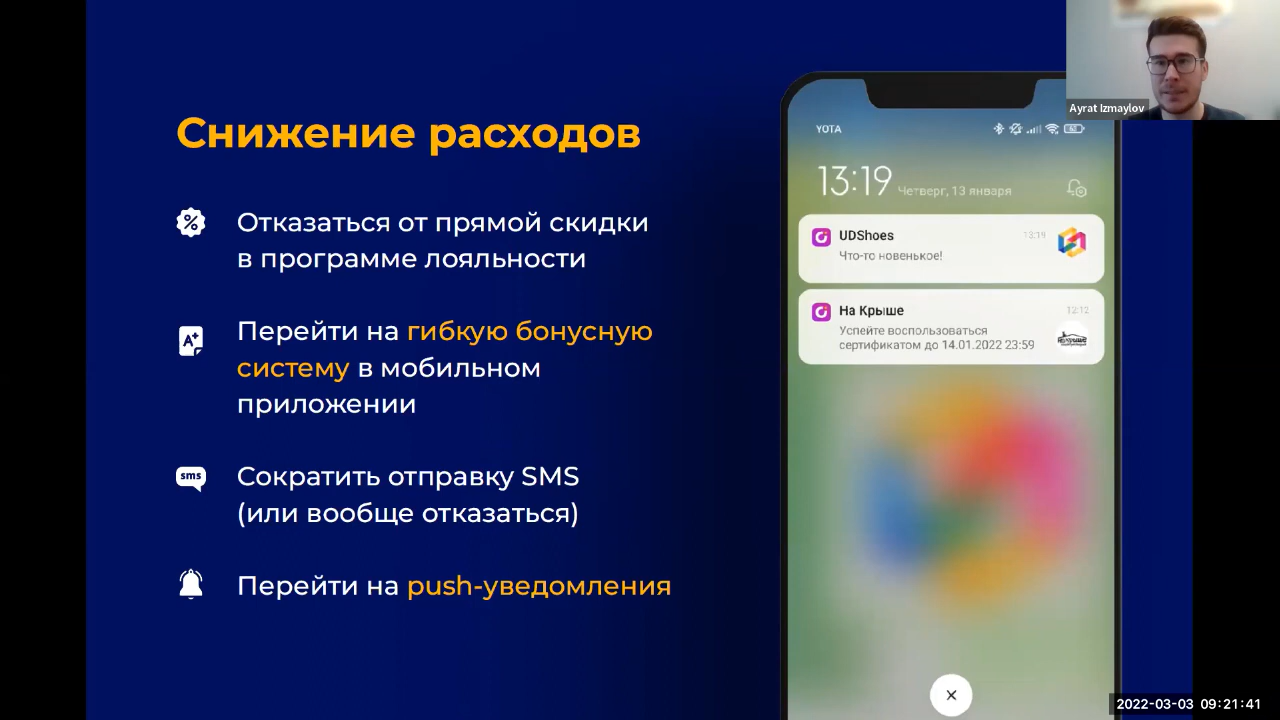 Снижение расходов
Отказаться от прямой скидки
в программе лояльности
A+
Перейти на гибкую бонусную
систему в мобильном
приложении
sms
Сократить отправку SMS
(или вообще отказаться)
Перейти на push-уведомления
YOTA
13:19 Четверг, 13 января
UDShoes
13:19
Что-то новенькое!
На Крыше
12:12
Успейте воспользоваться
сертификатом до 14.01.2022 23:59
Ayrat Izmaylov
2022-03-03 09:21:41